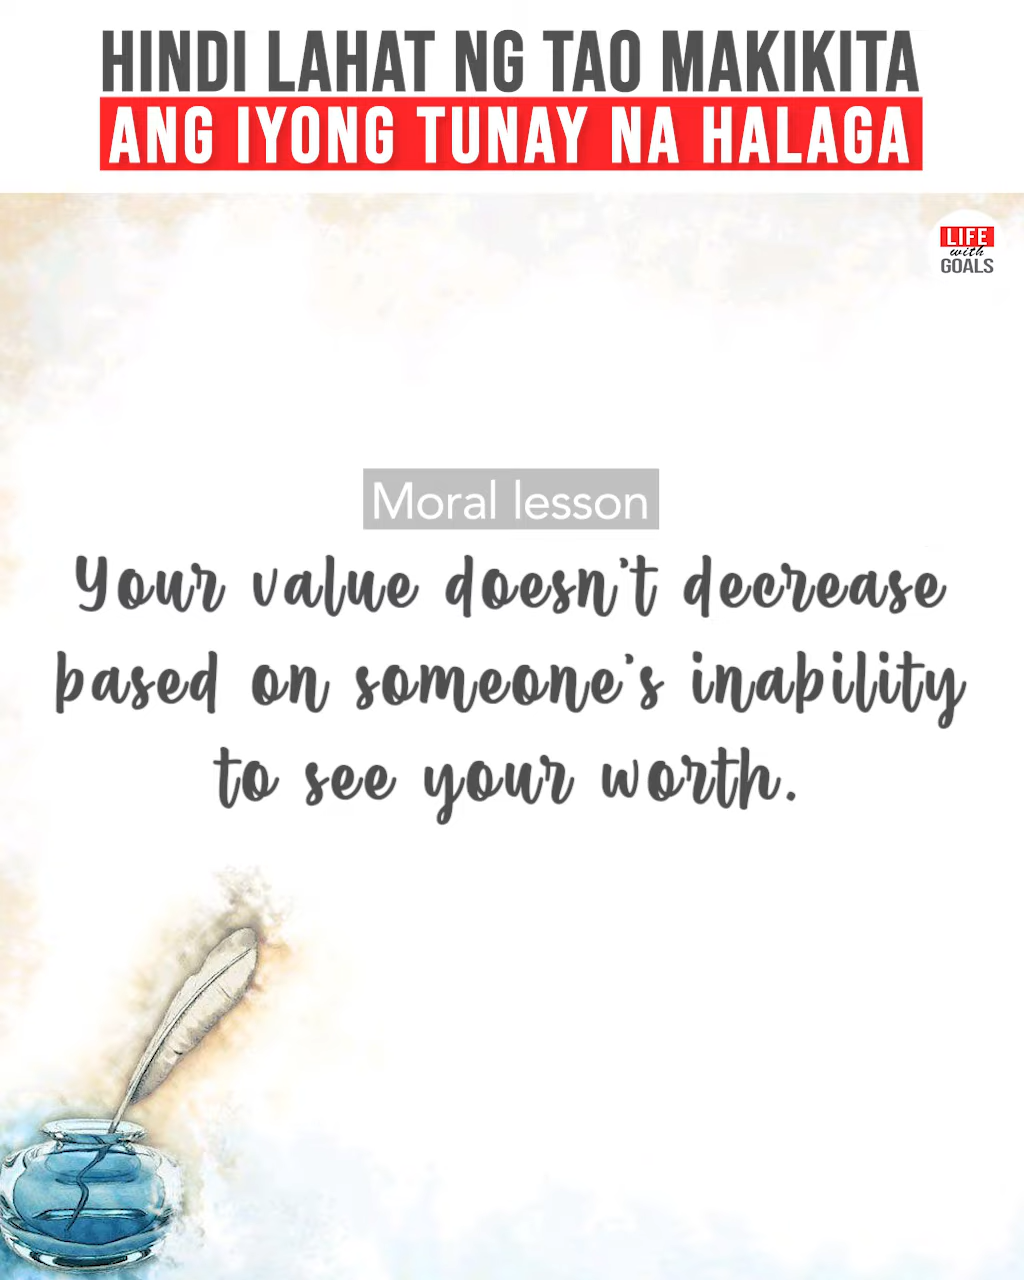 HINDI LAHAT NG TAO MAKIKITA
ANG IYONG TUNAY NA HALAGA
LIFE
with
GOALS
Moral lesson
Your value doesn't decrease
based on someone's inability
to see your worth.